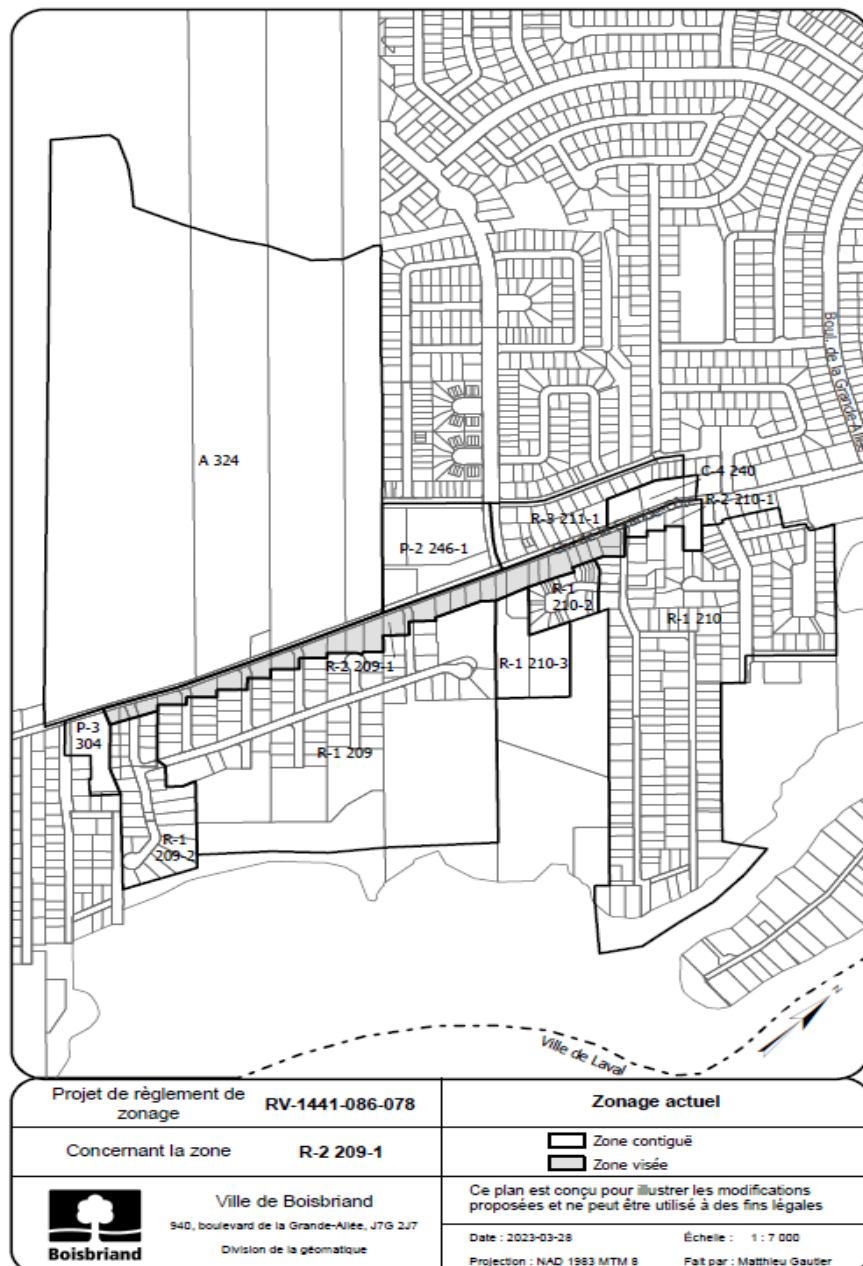 Boul. de la Grande-Allée
A 324
C-4 240
R-2 210-1
R-3 211-1
P-2 246-1
R-1
210-2
R-1 210
R-1 210-3
R-2 209-1
P-3
304
R-1 209
R-1
209-2
N
Ville de Laval
Projet de règlement de
zonage
RV-1441-086-078
Zonage actuel
Concernant la zone
R-2 209-1
Zone contiguë
Zone visée
Boisbriand
Ville de Boisbriand
940, boulevard de la Grande-Allée, J7G 2J7
Division de la géomatique
Ce plan est conçu pour illustrer les modifications
proposées et ne peut être utilisé à des fins légales
Date : 2023-03-28
Échelle : 1 : 7 000
Projection : NAD 1983 MTM 8
Fait par : Matthieu Gautier